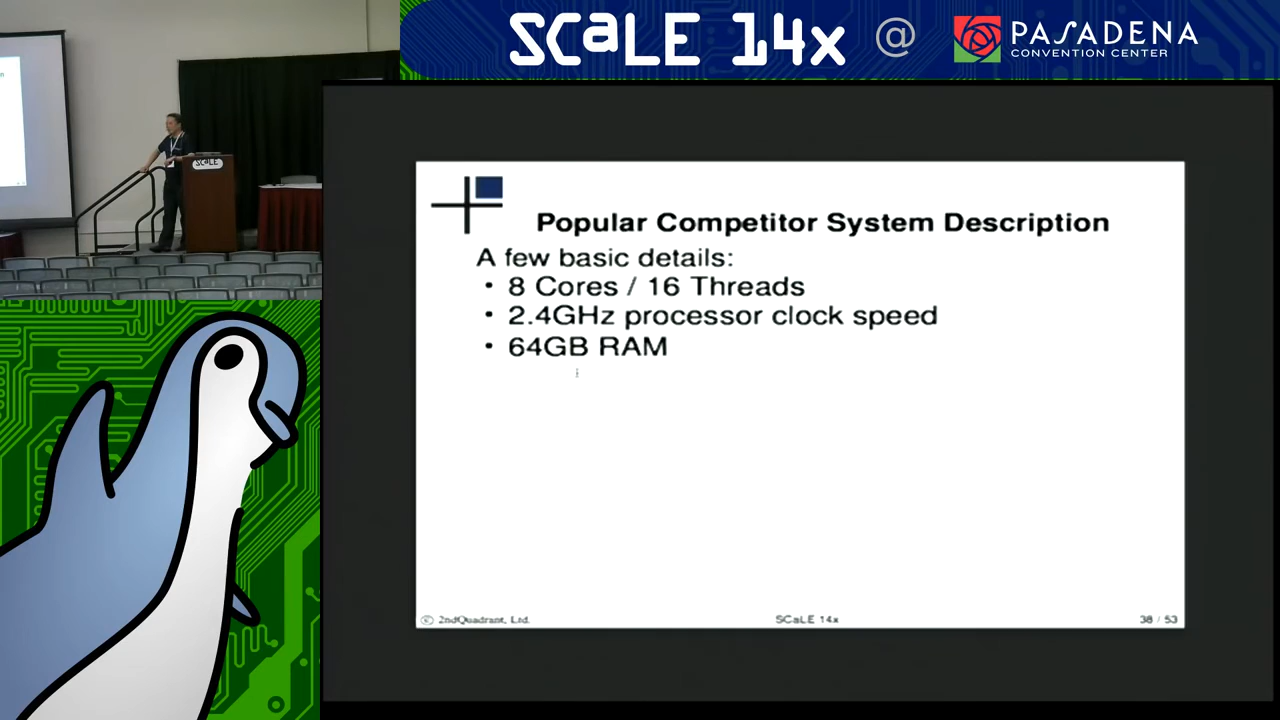 SCaLE 14x @ PASADENA
CONVENTION CENTER
SCaLE
Popular Competitor System Description
A few basic details:
• 8 Cores / 16 Threads
• 2.4GHz processor clock speed
• 64GB RAM
© 2ndQuadrant, Ltd.
SCaLE 14x
38 / 53